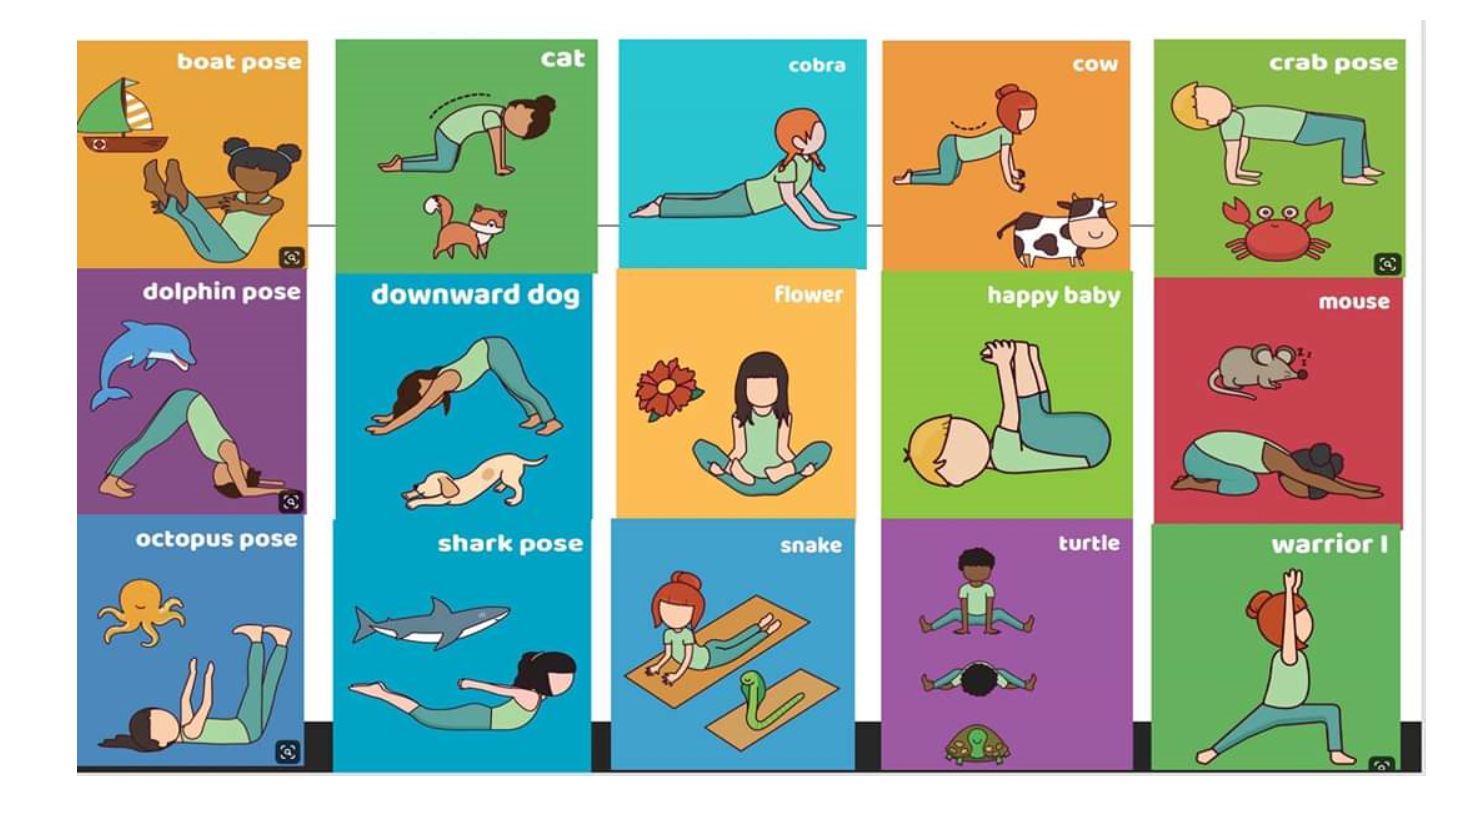 boat pose
cat
cobra
cow
crab pose
dolphin pose
downward dog
flower
happy baby
mouse
z z
z
octopus pose
shark pose
snake
turtle
warrior I